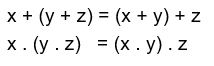 x + (y + z) = (x + y) + z
x . (y . z) = (x . y) . z